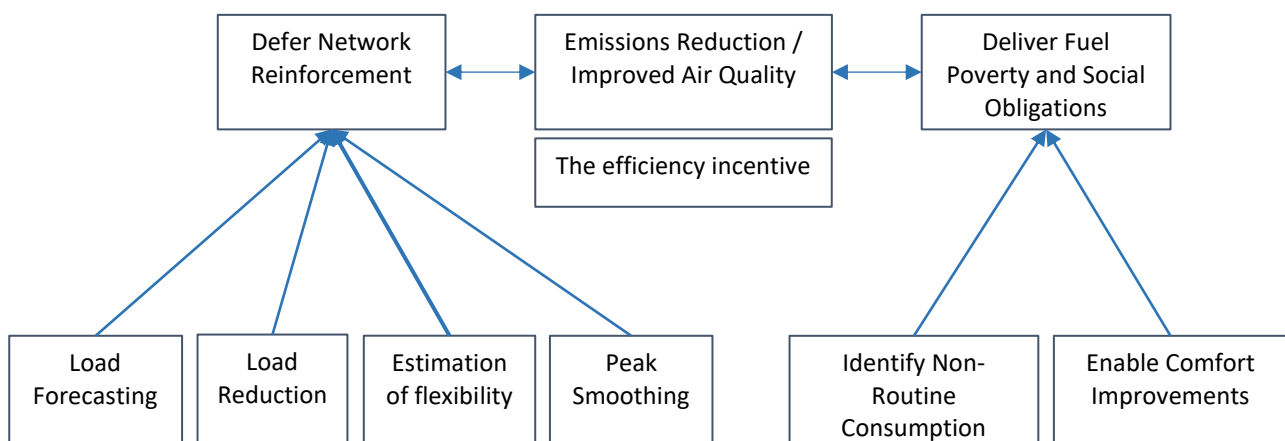 Defer Network
Reinforcement
Emissions Reduction /
Improved Air Quality
Deliver Fuel
Poverty and Social
Obligations
The efficiency incentive
Load
Forecasting
Load
Reduction
Estimation
of flexibility
Peak
Smoothing
Identify Non-
Routine
Consumption
Enable Comfort
Improvements